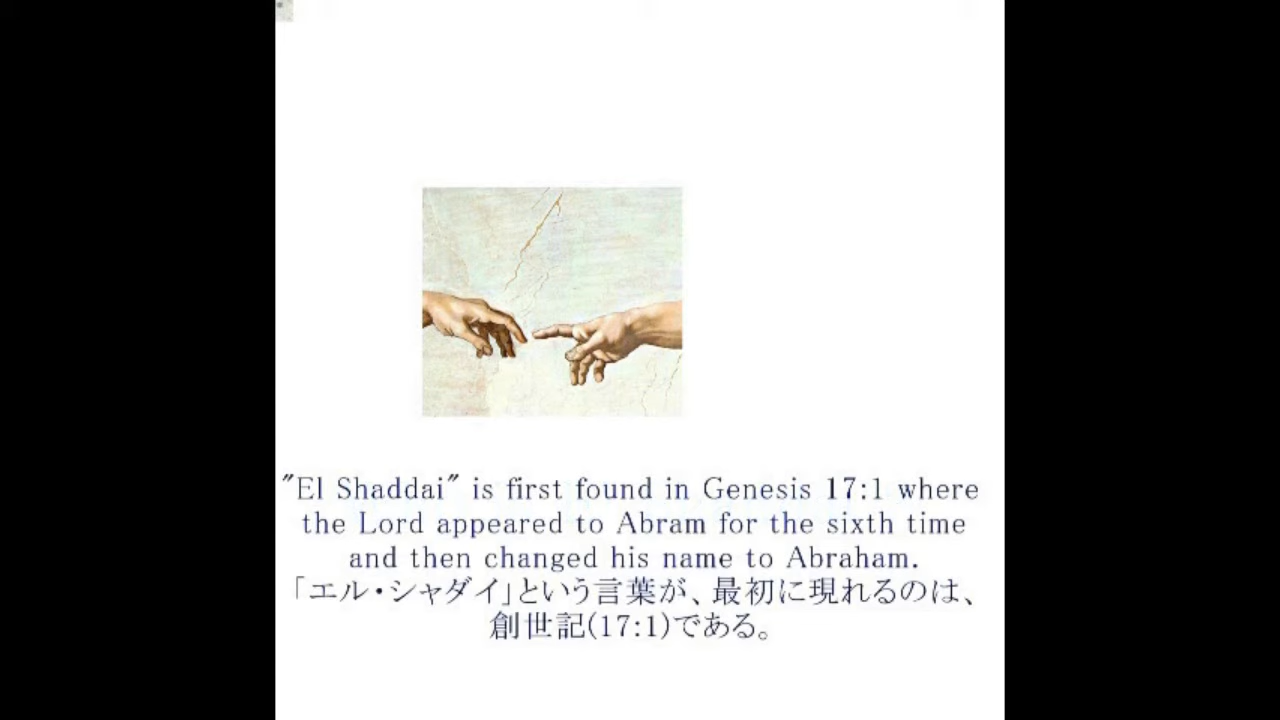 "El Shaddai" is first found in Genesis 17:1 where
the Lord appeared to Abram for the sixth time
and then changed his name to Abraham.
「エル・シャダイ」という言葉が、最初に現れるのは、
創世記(17:1)である。